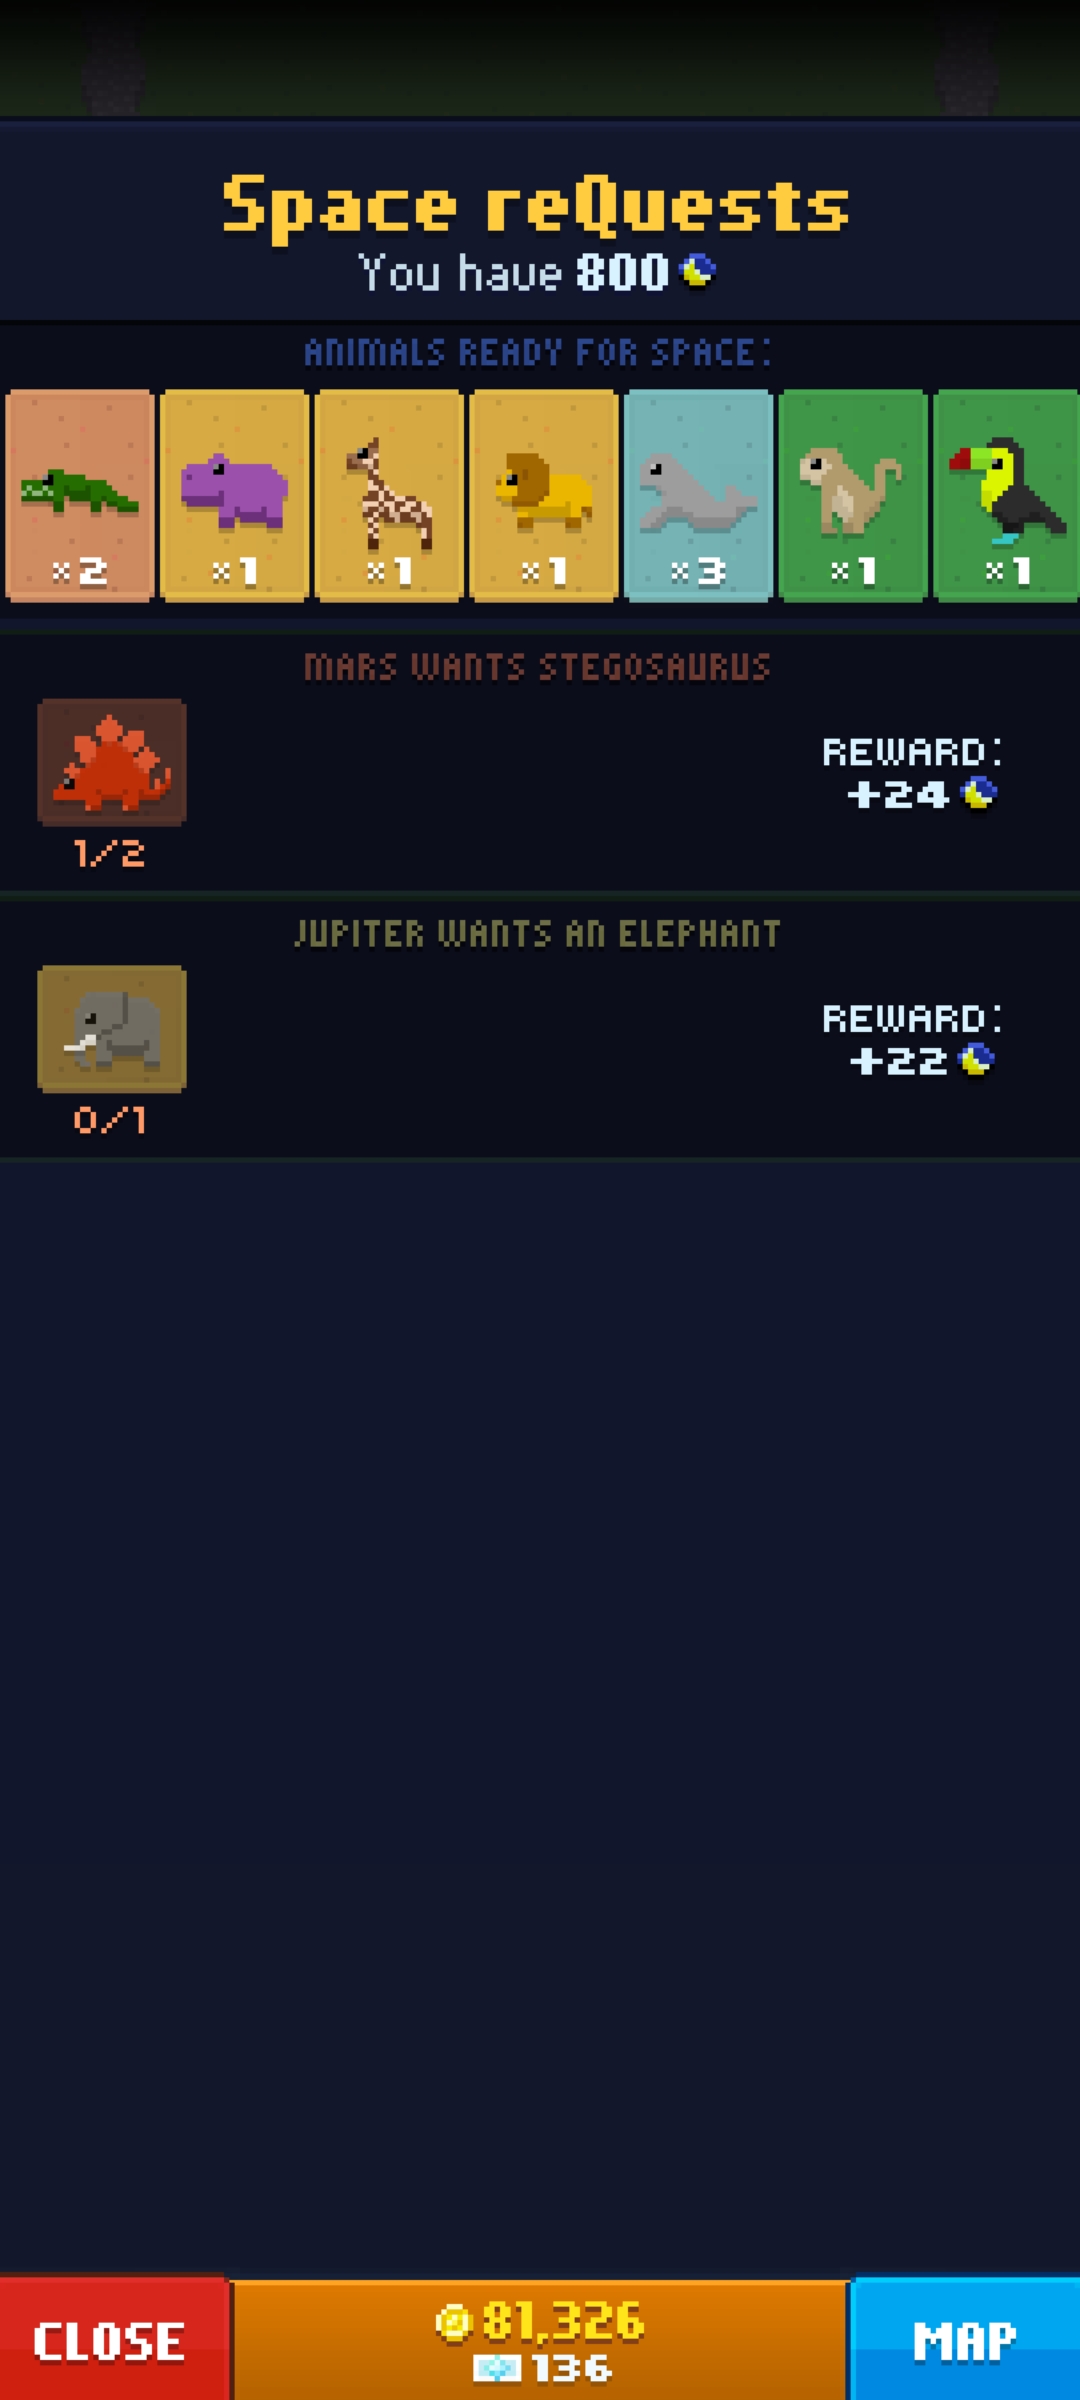 Space reQuests
You have 800
ANIMALS READY FOR SPACE:
×2 ×1 ×1 ×1 ×3 ×1 ×1
MARS WANTS STEGOSAURUS
REWARD:
+24
1/2
JUPITER WANTS AN ELEPHANT
REWARD:
+22
0/1
CLOSE
81,326
136
MAP